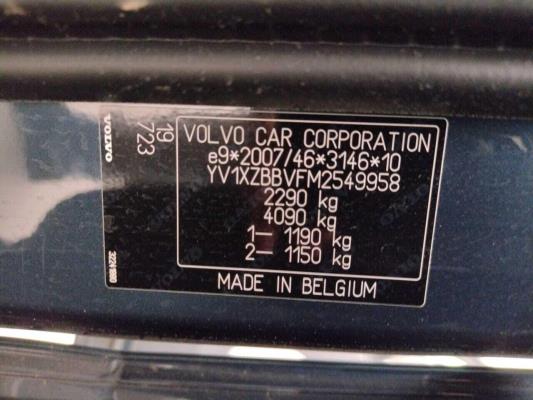 VOLVO
19
723
VOLVO CAR CORPORATION
e9*2007/46*3146*10
YV1XZBBVFM2549958
2290 kg
4090 kg
1– 1190 kg
2– 1150 kg
MADE IN BELGIUM